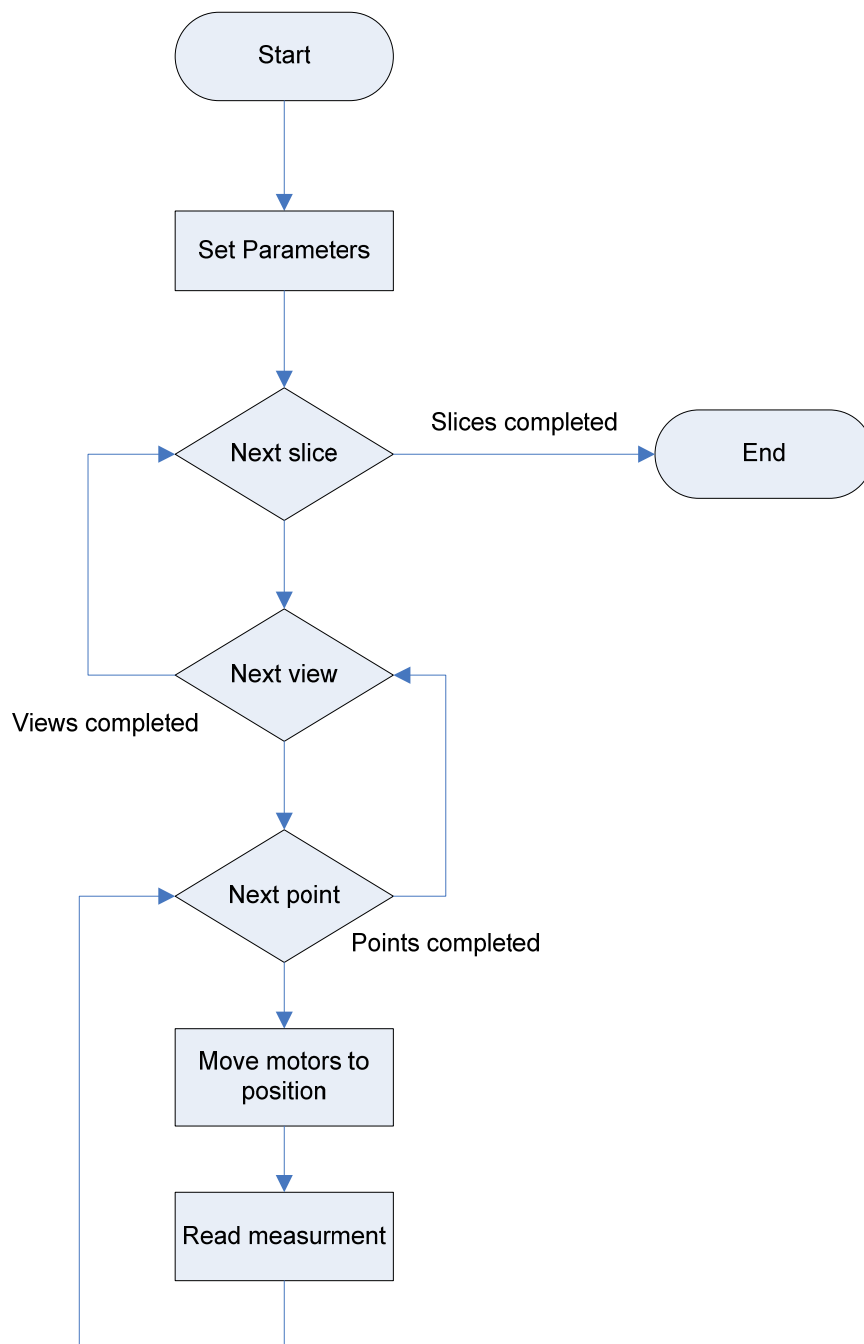 Start
Set Parameters
Next slice
Slices completed
End
Next view
Views completed
Next point
Points completed
Move motors to
position
Read measurment